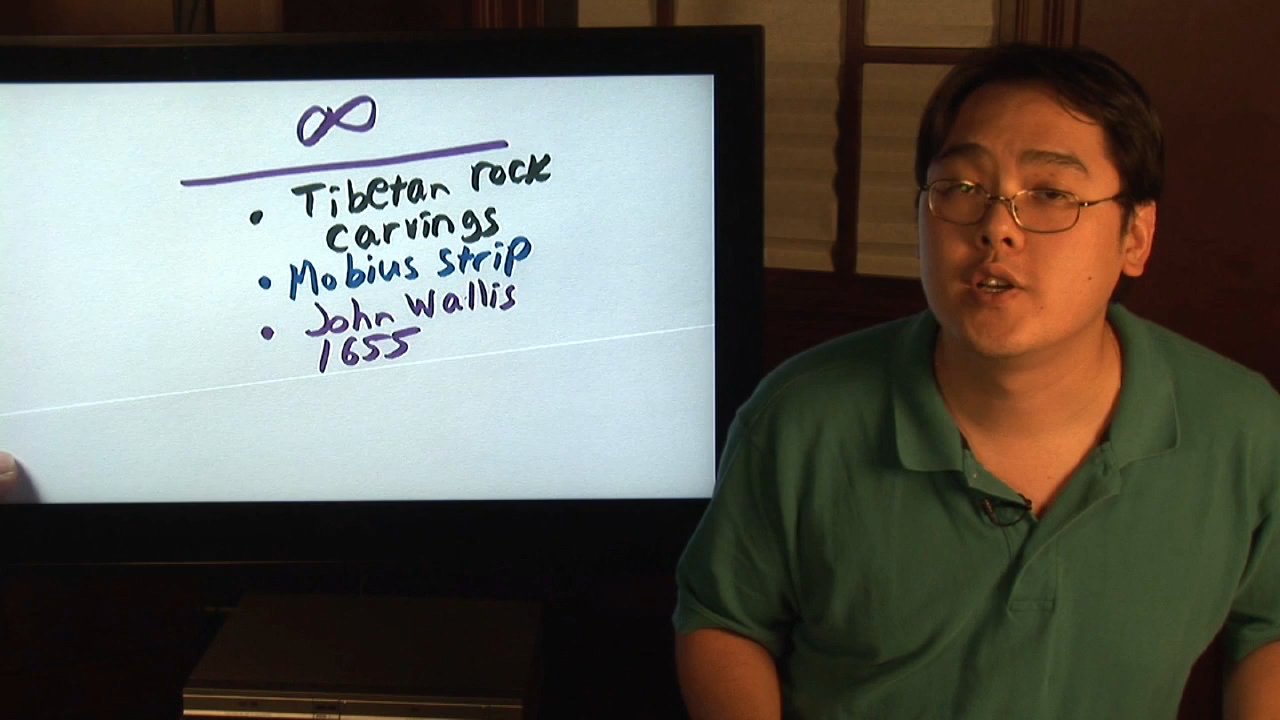 ∞
• Tibetan rock
carvings
• Mobius strip
• John Wallis
1655